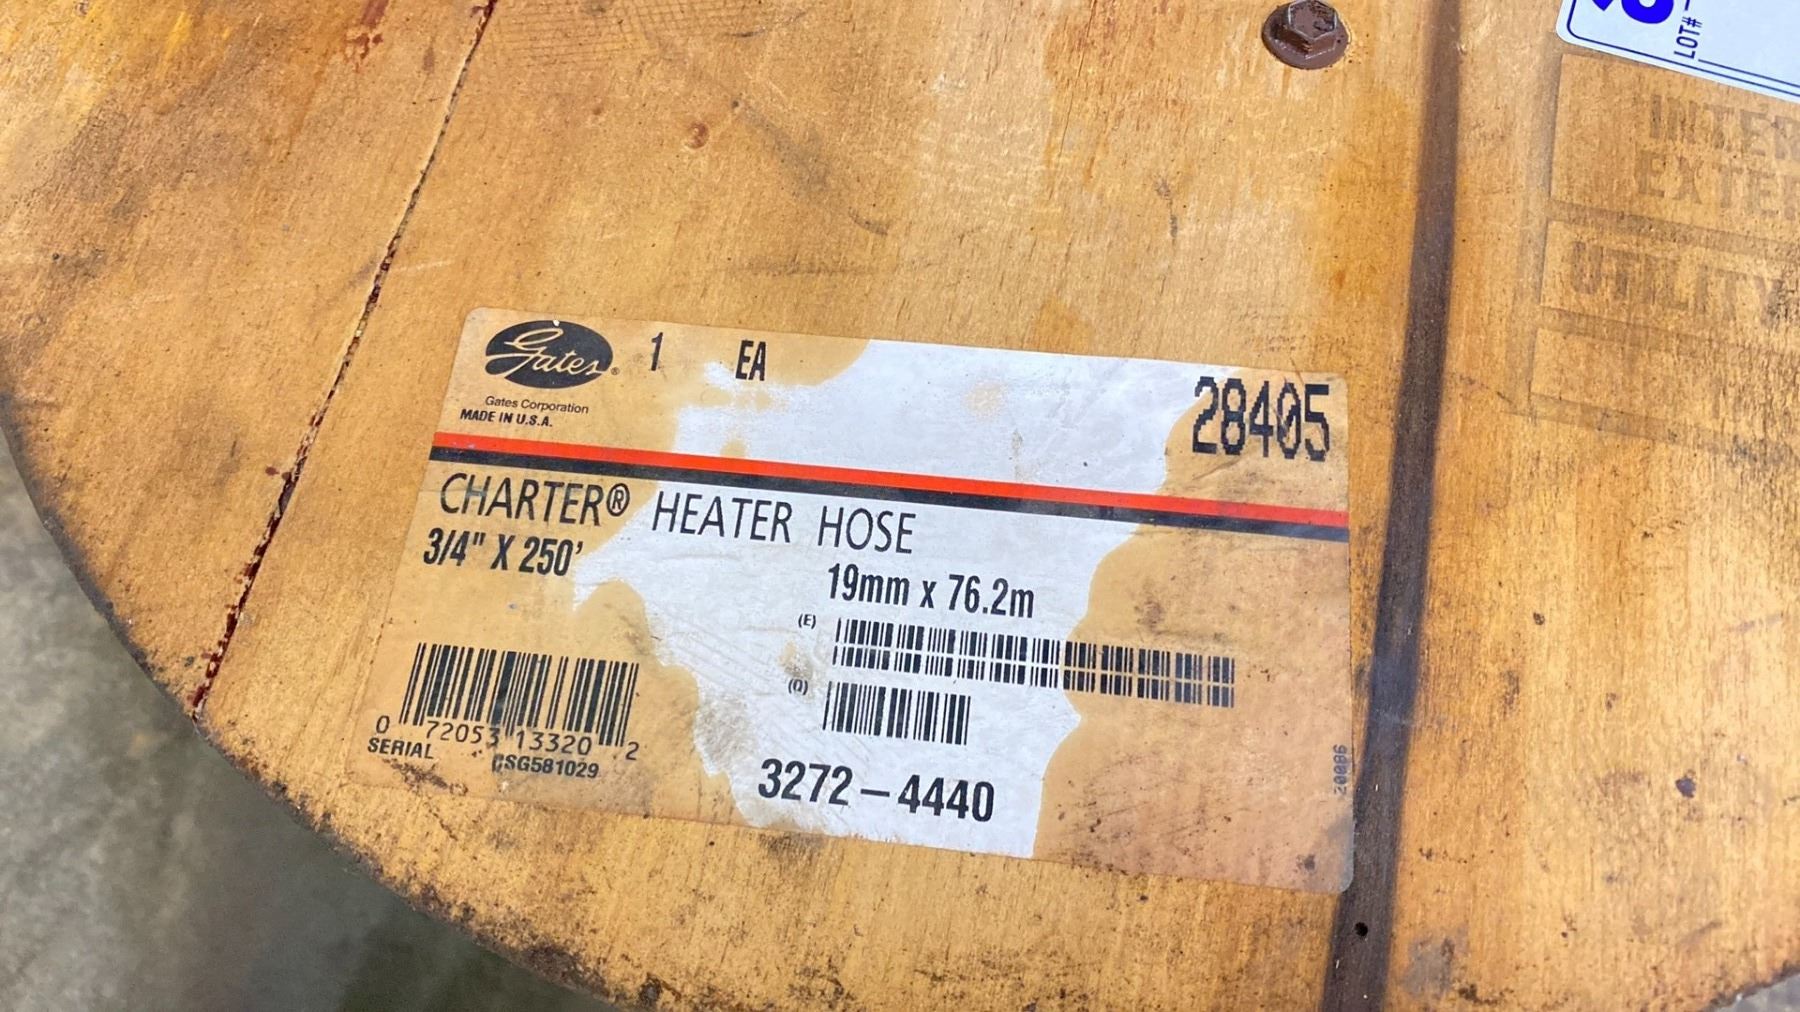 LOT#
INTER
EXTE
UTILITY
Gates®
1 EA
28405
Gates Corporation
MADE IN U.S.A.
CHARTER® HEATER HOSE
3/4" X 250'
19mm x 76.2m
(E)
(O)
0 72053 13320 2
SERIAL CSG581029
3272-4440
20086